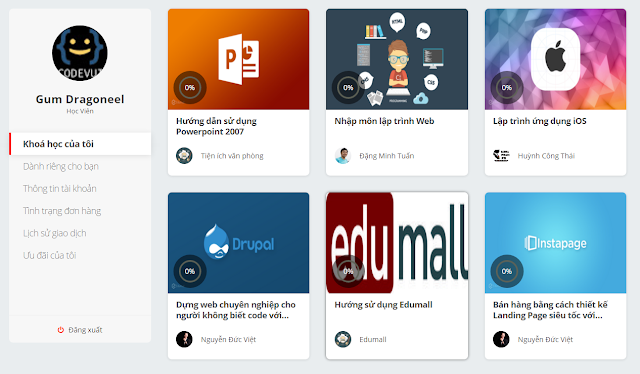 CODEVUI
Gum Dragoneel
Học Viên
Khoá học của tôi
Dành riêng cho bạn
Thông tin tài khoản
Tình trạng đơn hàng
Lịch sử giao dịch
Ưu đãi của tôi
Đăng xuất
P
0%
Hướng dẫn sử dụng
Powerpoint 2007
Tiện ích văn phòng
HTML
PHP
CSS
0%
Nhập môn lập trình Web
Đặng Minh Tuấn
0%
Lập trình ứng dụng iOS
Huỳnh Công Thái
Drupal
0%
Dựng web chuyên nghiệp cho
người không biết code với...
Nguyễn Đức Việt
edumall
0%
Hướng sử dụng Edumall
Edumall
Instapage
0%
Bán hàng bằng cách thiết kế
Landing Page siêu tốc với...
Nguyễn Đức Việt